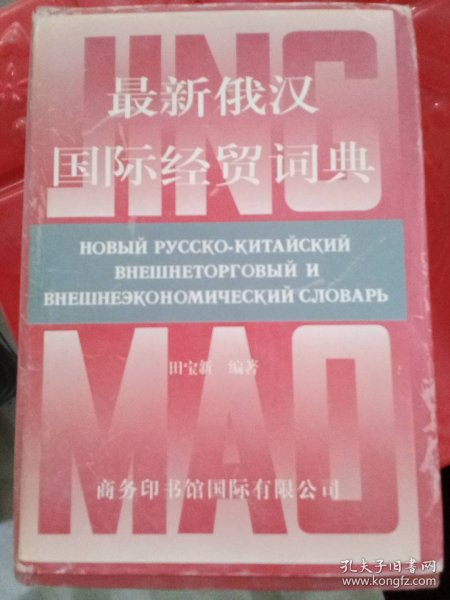 JING
最新俄汉
国际经贸词典
НОВЫЙ РУССКО-КИТАЙСКИЙ
ВНЕШНЕТОРГОВЫЙ И
ВНЕШНЕЭКОНОМИЧЕСКИЙ СЛОВАРЬ
MAO
田宝新 编著
商务印书馆国际有限公司
孔夫子旧书网
www.kongfz.com